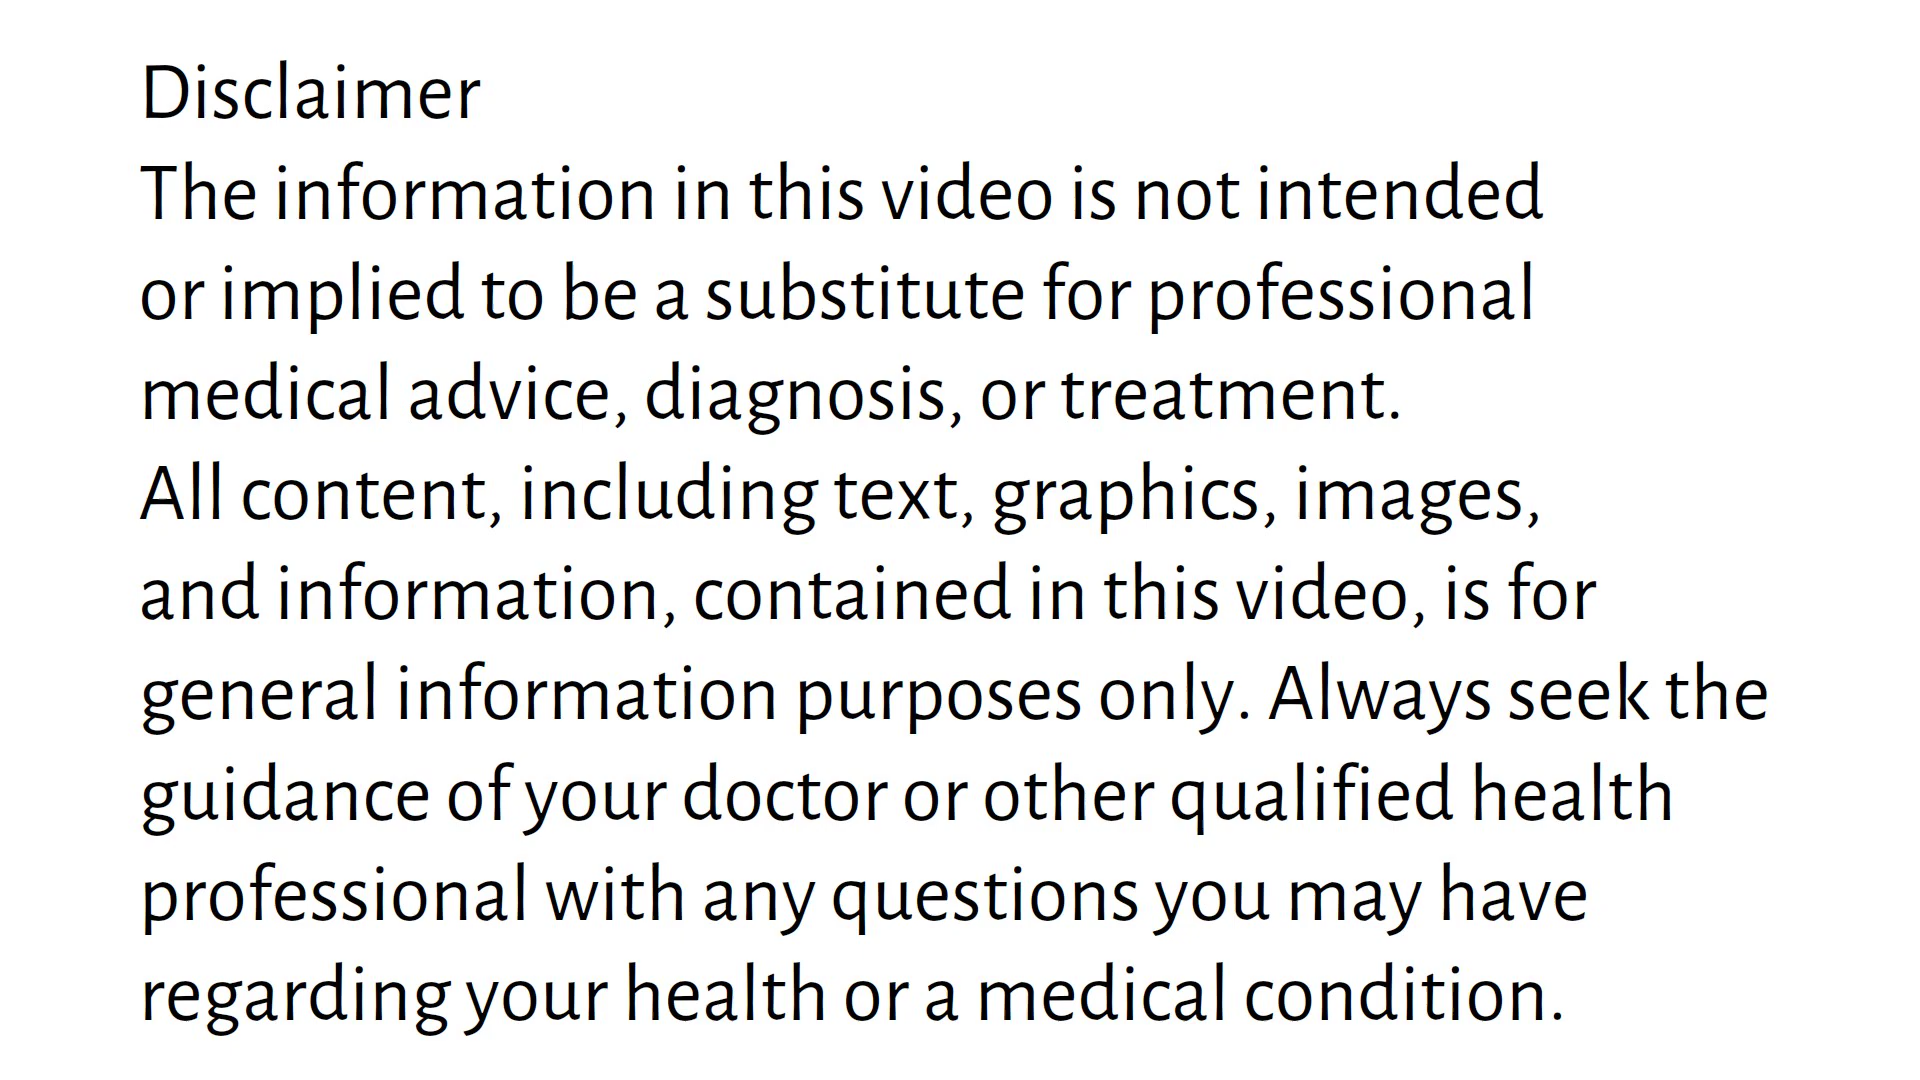 Disclaimer
The information in this video is not intended
or implied to be a substitute for professional
medical advice, diagnosis, or treatment.
All content, including text, graphics, images,
and information, contained in this video, is for
general information purposes only. Always seek the
guidance of your doctor or other qualified health
professional with any questions you may have
regarding your health or a medical condition.